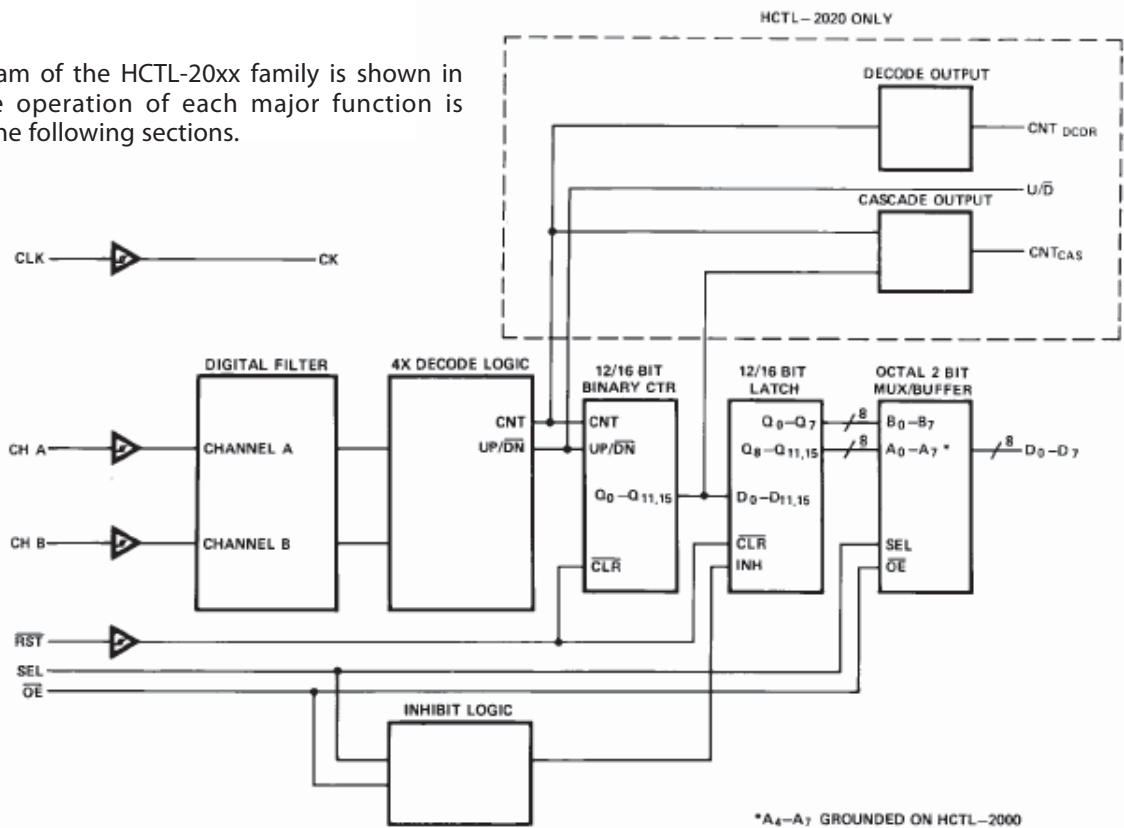 HCTL–2020 ONLY
am of the HCTL-20xx family is shown in
e operation of each major function is
he following sections.
DECODE OUTPUT
CNT DCDR
U/D̅
CASCADE OUTPUT
CNTCAS
CLK
CK
DIGITAL FILTER
4X DECODE LOGIC
12/16 BIT
BINARY CTR
12/16 BIT
LATCH
OCTAL 2 BIT
MUX/BUFFER
CH A
CHANNEL A
CNT
CNT
UP/D̅N̅
UP/D̅N̅
Q0–Q7
8
B0–B7
Q8–Q11,15
8
A0–A7 *
8
D0–D7
Q0–Q11,15
D0–D11,15
CH B
CHANNEL B
C̅L̅R̅
C̅L̅R̅
INH
SEL
O̅E̅
R̅S̅T̅
SEL
O̅E̅
INHIBIT LOGIC
*A4–A7 GROUNDED ON HCTL–2000